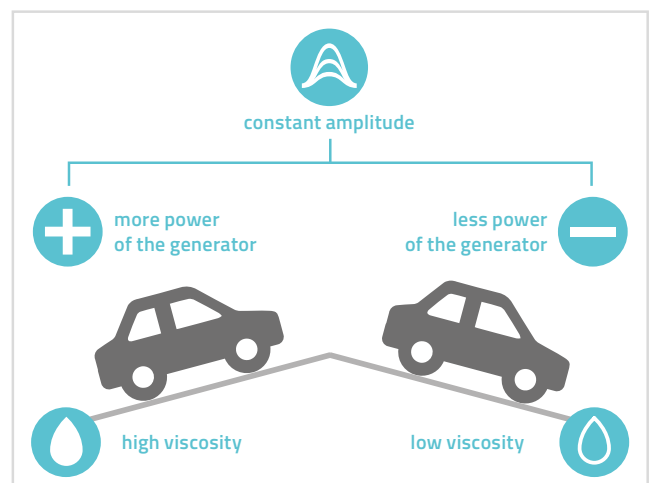 constant amplitude
more power
of the generator
less power
of the generator
high viscosity
low viscosity